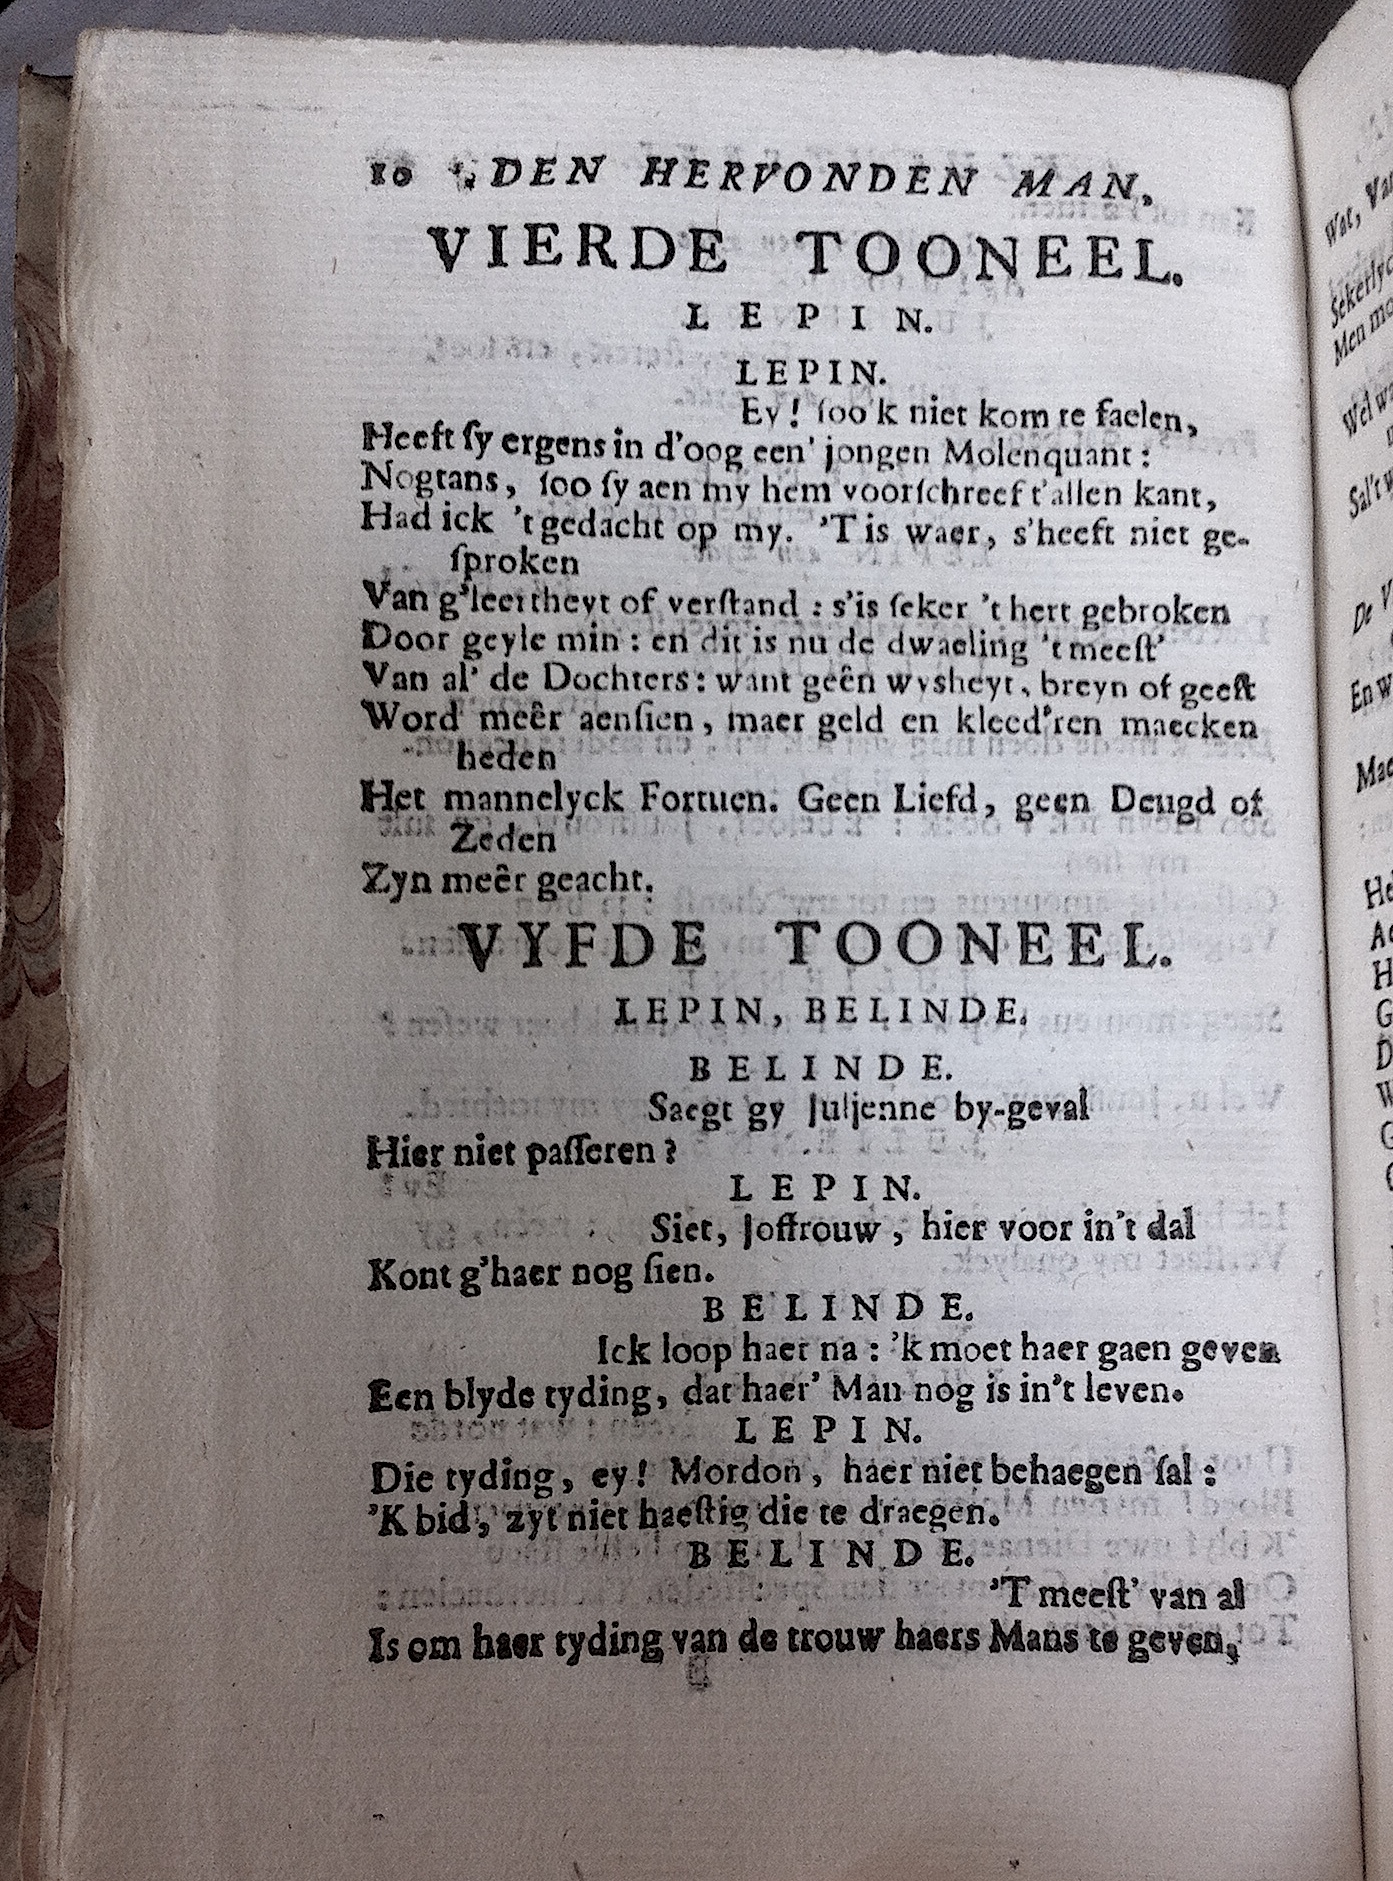 10 DEN HERVONDEN MAN,
VIERDE TOONEEL.
LEPIN.
LEPIN.
Ey! ſoo'k niet kom te faelen,
Heeft ſy ergens in d'oog een' jongen Molenquant:
Nogtans, ſoo ſy aen my hem voorſchreef t'allen kant,
Had ick 't gedacht op my. 'T is waer, s'heeft niet ge-
ſproken
Van g'leertheyt of verſtand: s'is ſeker 't hert gebroken
Door geyle min: en dit is nu de dwaeling 't meeſt'
Van al' de Dochters: want geên wysheyt, breyn of geeſt
Word meêr aenſien, maer geld en kleed'ren maecken
heden
Het mannelyck Fortuen. Geen Liefd, geen Deugd of
Zeden
Zyn meêr geacht.
VYFDE TOONEEL.
LEPIN, BELINDE.
BELINDE.
Saegt gy Juljenne by-geval
Hier niet paſſeren?
LEPIN.
Siet, Joffrouw, hier voor in't dal
Kont g'haer nog ſien.
BELINDE.
Ick loop haer na: 'k moet haer gaen geven
Een blyde tyding, dat haer' Man nog is in't leven.
LEPIN.
Die tyding, ey! Mordon, haer niet behaegen ſal:
'K bid, zyt niet haeſtig die te draegen.
BELINDE.
'T meeſt' van al
Is om haer tyding van de trouw haers Mans te geven,
Wat,
Men
Wel
Sal't
De
En